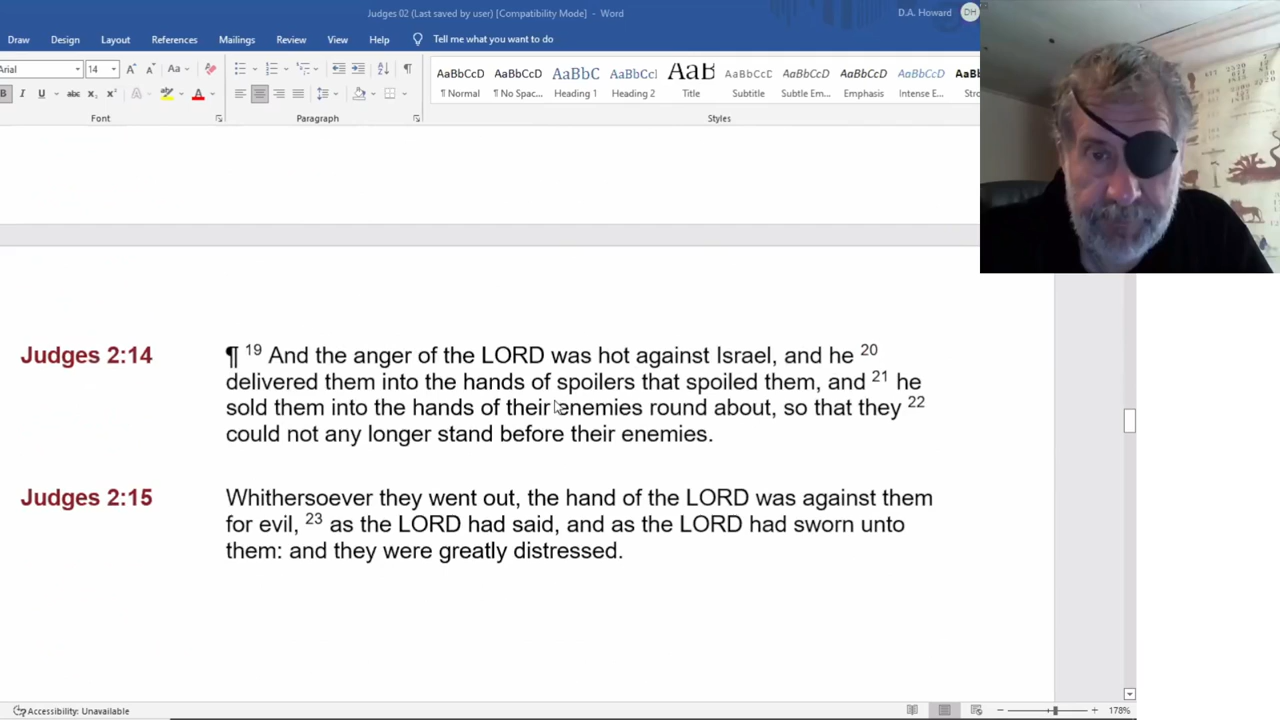 Judges 02 (Last saved by user) [Compatibility Mode] - Word
D.A. Howard DH
Draw Design Layout References Mailings Review View Help Tell me what you want to do
Arial 14 Aa
AaBbCcD AaBbCcD AaBbC AaBbCc AaB AaBbCcD AaBbCcD AaBbCcD AaBbCcD
¶ Normal ¶ No Spac... Heading 1 Heading 2 Title Subtitle Subtle Em... Emphasis Intense E...
Font Paragraph Styles
Judges 2:14 ¶ 19 And the anger of the LORD was hot against Israel, and he 20
delivered them into the hands of spoilers that spoiled them, and 21 he
sold them into the hands of their enemies round about, so that they 22
could not any longer stand before their enemies.
Judges 2:15 Whithersoever they went out, the hand of the LORD was against them
for evil, 23 as the LORD had said, and as the LORD had sworn unto
them: and they were greatly distressed.
Accessibility: Unavailable
178%